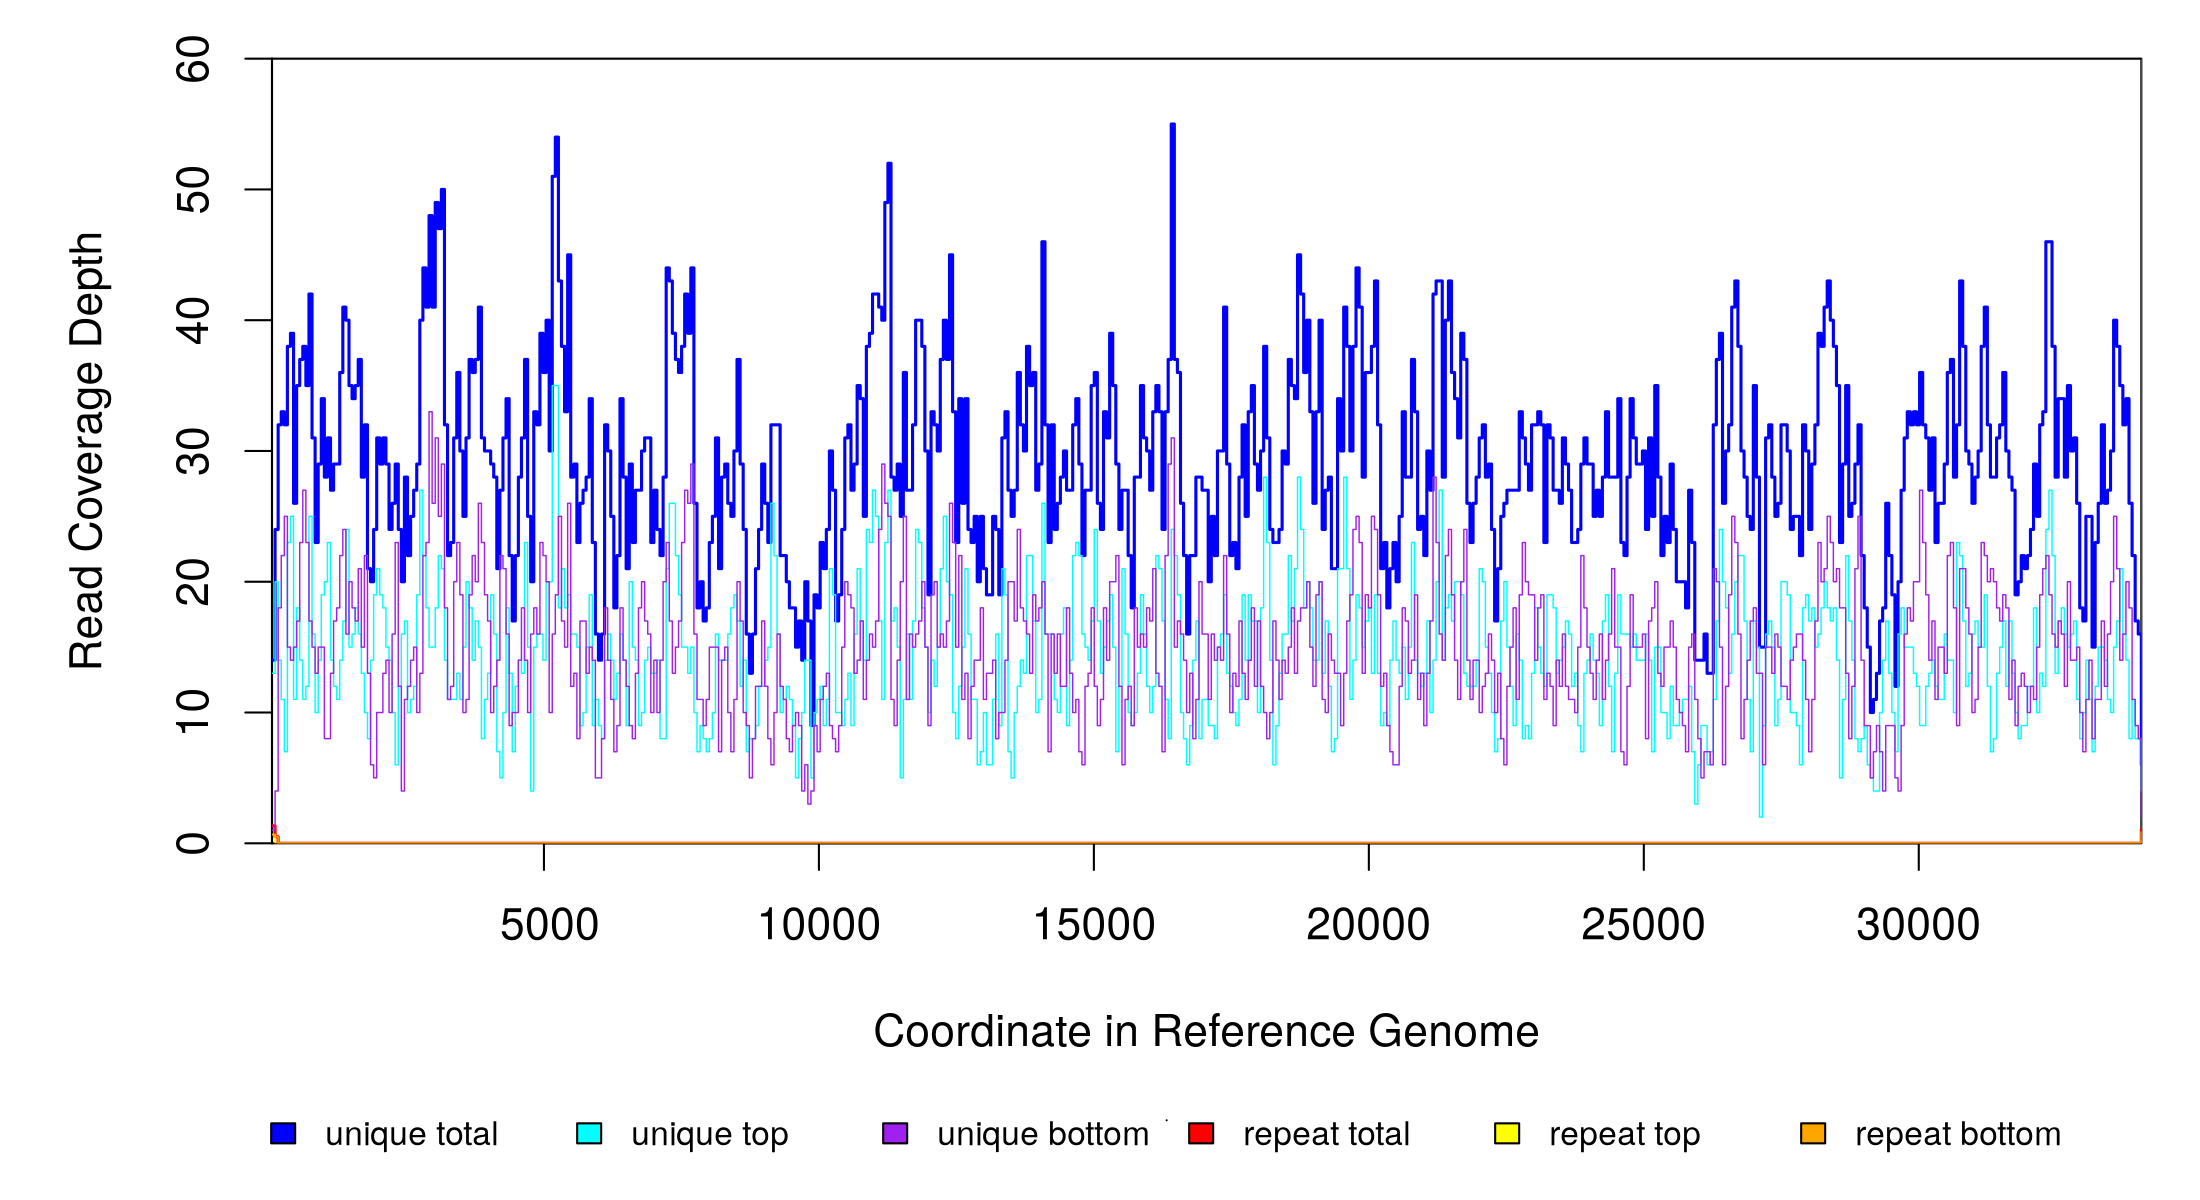 Read Coverage Depth
60
50
40
30
20
10
0
5000 10000 15000 20000 25000 30000
Coordinate in Reference Genome
unique total unique top unique bottom repeat total repeat top repeat bottom